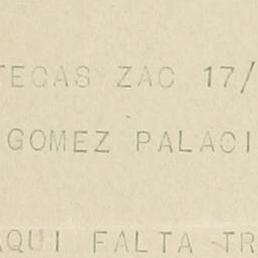 TECAS ZAC 17/
GOMEZ PALACI
AQUI FALTA TR